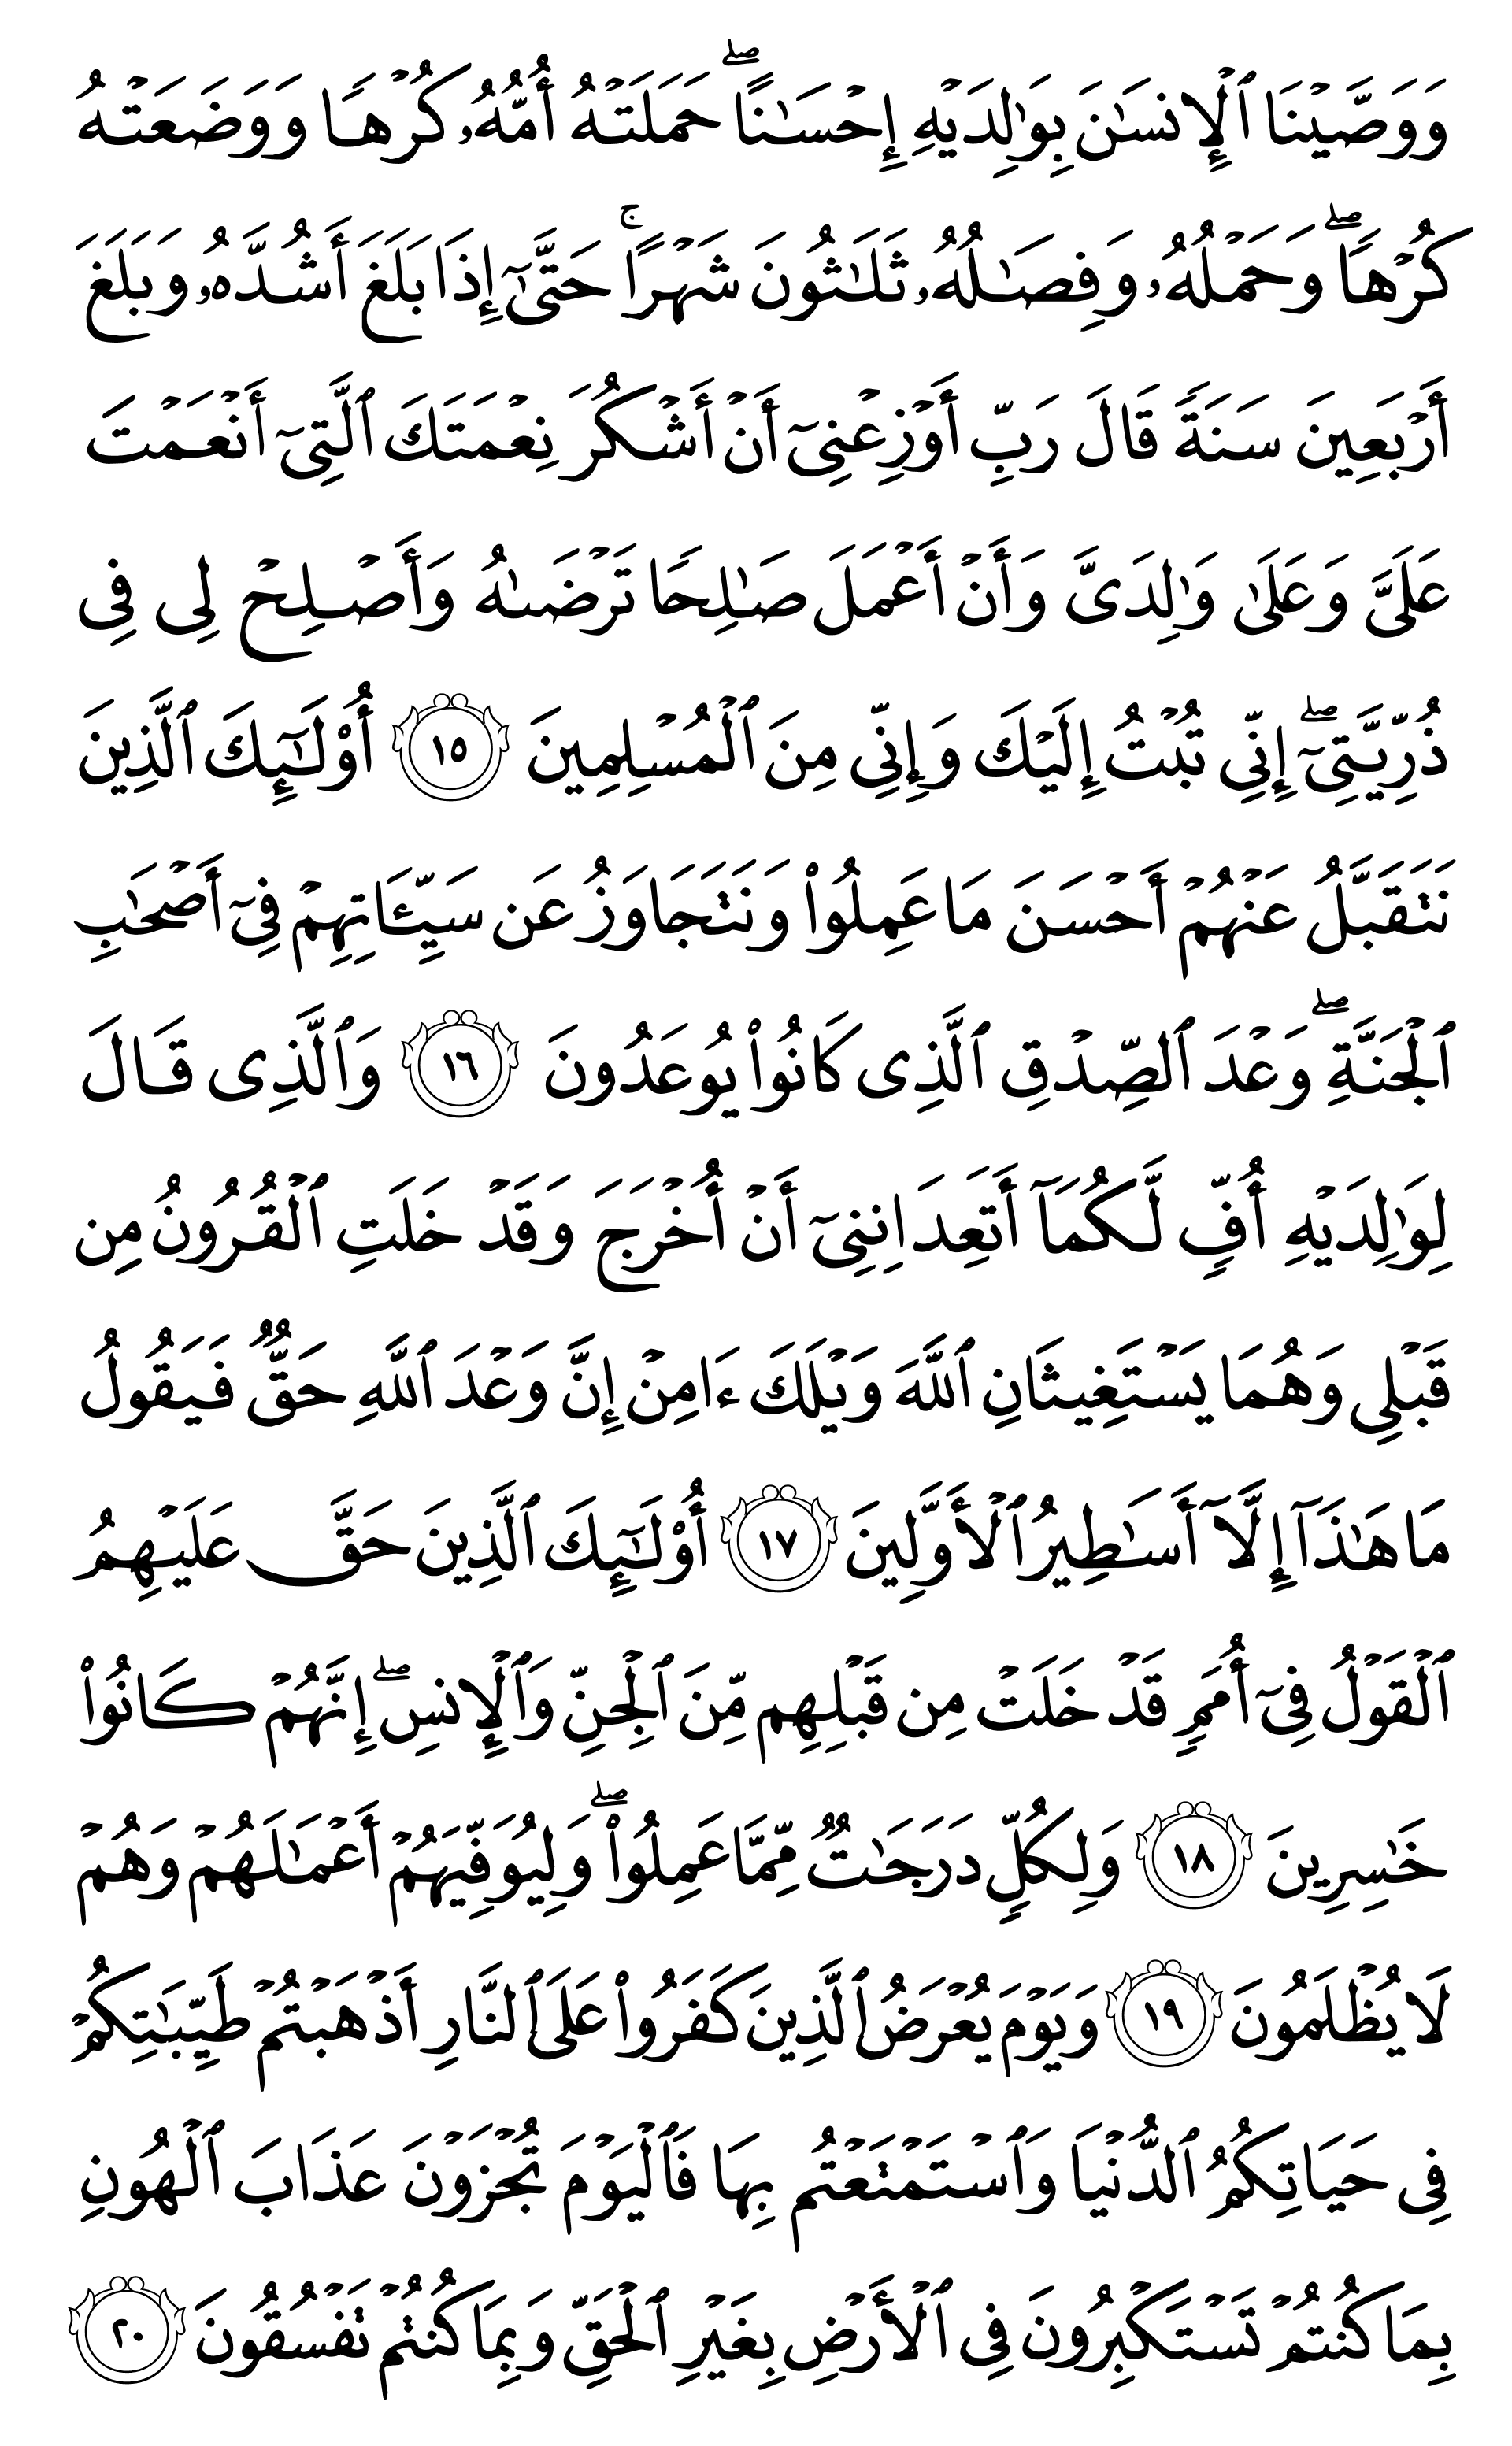 وَوَصَّيۡنَا ٱلۡإِنسَٰنَ بِوَٰلِدَيۡهِ إِحۡسَٰنًاۖ حَمَلَتۡهُ أُمُّهُۥ كُرۡهٗا وَوَضَعَتۡهُ
كُرۡهٗاۖ وَحَمۡلُهُۥ وَفِصَٰلُهُۥ ثَلَٰثُونَ شَهۡرًاۚ حَتَّىٰٓ إِذَا بَلَغَ أَشُدَّهُۥ وَبَلَغَ
أَرۡبَعِينَ سَنَةٗ قَالَ رَبِّ أَوۡزِعۡنِيٓ أَنۡ أَشۡكُرَ نِعۡمَتَكَ ٱلَّتِيٓ أَنۡعَمۡتَ
عَلَيَّ وَعَلَىٰ وَٰلِدَيَّ وَأَنۡ أَعۡمَلَ صَٰلِحٗا تَرۡضَىٰهُ وَأَصۡلِحۡ لِي فِي
ذُرِّيَّتِيٓۖ إِنِّي تُبۡتُ إِلَيۡكَ وَإِنِّي مِنَ ٱلۡمُسۡلِمِينَ ١٥ أُوْلَٰٓئِكَ ٱلَّذِينَ
نَتَقَبَّلُ عَنۡهُمۡ أَحۡسَنَ مَا عَمِلُواْ وَنَتَجَاوَزُ عَن سَيِّـَٔاتِهِمۡ فِيٓ أَصۡحَٰبِ
ٱلۡجَنَّةِۖ وَعۡدَ ٱلصِّدۡقِ ٱلَّذِي كَانُواْ يُوعَدُونَ ١٦ وَٱلَّذِي قَالَ
لِوَٰلِدَيۡهِ أُفّٖ لَّكُمَآ أَتَعِدَانِنِيٓ أَنۡ أُخۡرَجَ وَقَدۡ خَلَتِ ٱلۡقُرُونُ مِن
قَبۡلِي وَهُمَا يَسۡتَغِيثَانِ ٱللَّهَ وَيۡلَكَ ءَامِنۡ إِنَّ وَعۡدَ ٱللَّهِ حَقّٞ فَيَقُولُ
مَا هَٰذَآ إِلَّآ أَسَٰطِيرُ ٱلۡأَوَّلِينَ ١٧ أُوْلَٰٓئِكَ ٱلَّذِينَ حَقَّ عَلَيۡهِمُ
ٱلۡقَوۡلُ فِيٓ أُمَمٖ قَدۡ خَلَتۡ مِن قَبۡلِهِم مِّنَ ٱلۡجِنِّ وَٱلۡإِنسِۖ إِنَّهُمۡ كَانُواْ
خَٰسِرِينَ ١٨ وَلِكُلّٖ دَرَجَٰتٞ مِّمَّا عَمِلُواْۖ وَلِيُوَفِّيَهُمۡ أَعۡمَٰلَهُمۡ وَهُمۡ
لَا يُظۡلَمُونَ ١٩ وَيَوۡمَ يُعۡرَضُ ٱلَّذِينَ كَفَرُواْ عَلَى ٱلنَّارِ أَذۡهَبۡتُمۡ طَيِّبَٰتِكُمۡ
فِي حَيَاتِكُمُ ٱلدُّنۡيَا وَٱسۡتَمۡتَعۡتُم بِهَا فَٱلۡيَوۡمَ تُجۡزَوۡنَ عَذَابَ ٱلۡهُونِ
بِمَا كُنتُمۡ تَسۡتَكۡبِرُونَ فِي ٱلۡأَرۡضِ بِغَيۡرِ ٱلۡحَقِّ وَبِمَا كُنتُمۡ تَفۡسُقُونَ ٢٠